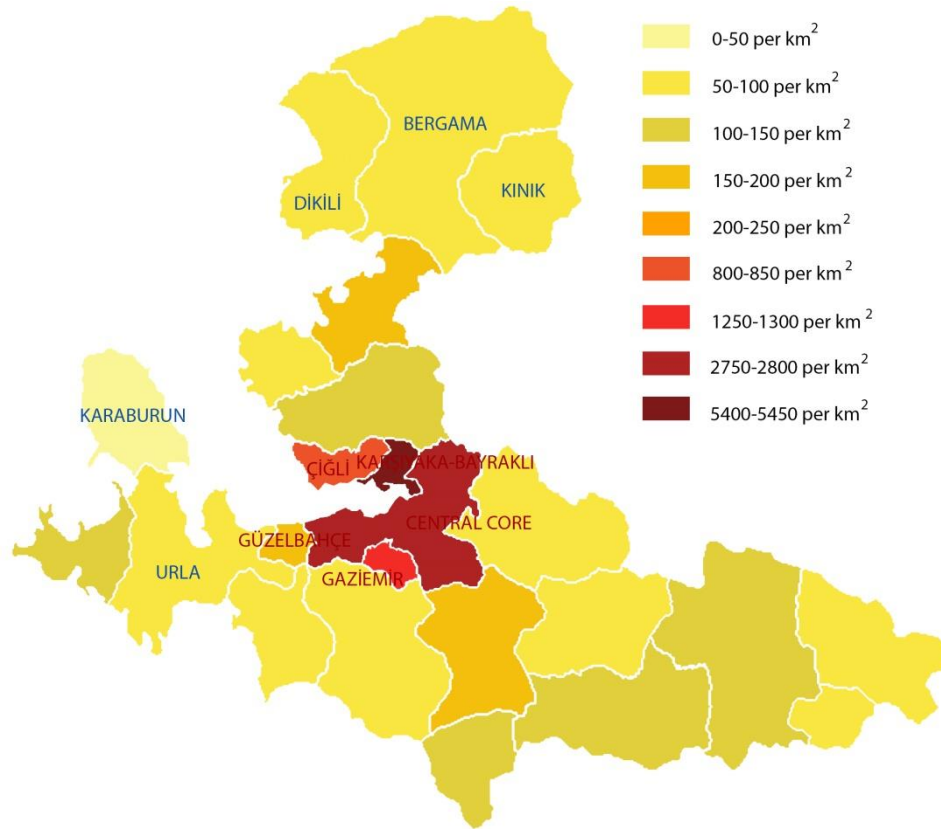 0-50 per km²
50-100 per km²
100-150 per km²
150-200 per km²
200-250 per km²
800-850 per km²
1250-1300 per km²
2750-2800 per km²
5400-5450 per km²
BERGAMA
KINIK
DİKİLİ
KARABURUN
ÇİĞLİ
KARŞIYAKA-BAYRAKLI
CENTRAL CORE
GÜZELBAHÇE
URLA
GAZİEMİR